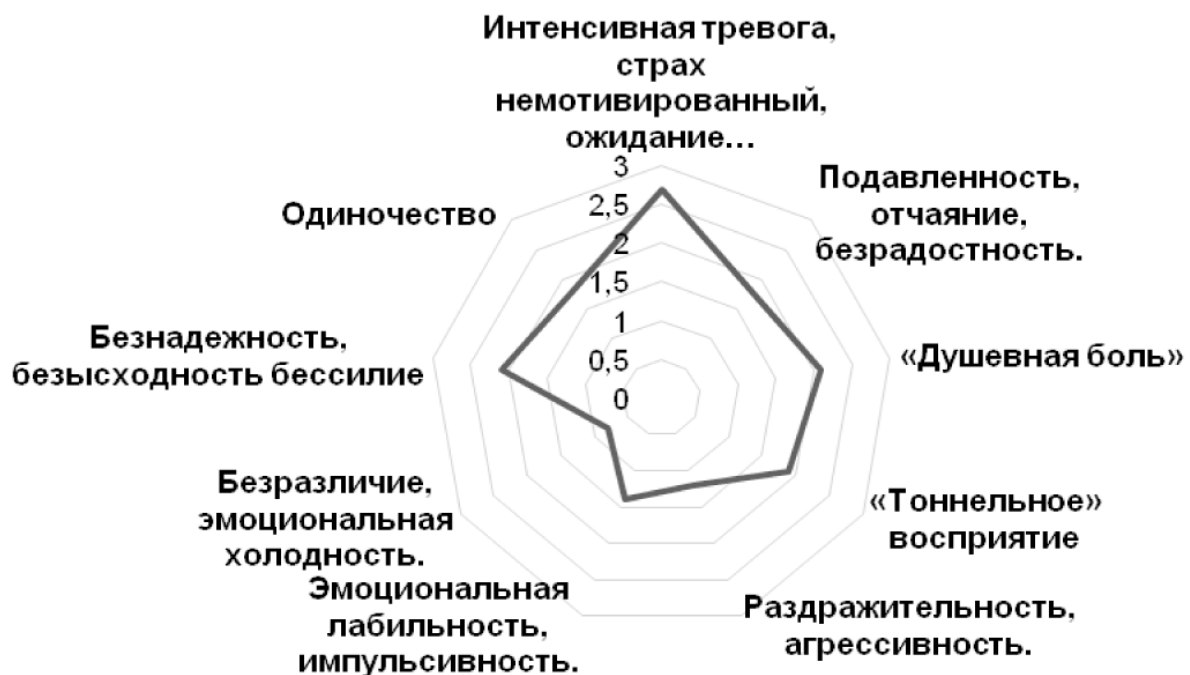 Интенсивная тревога,
страх
немотивированный,
ожидание…
Подавленность,
отчаяние,
безрадостность.
«Душевная боль»
«Тоннельное»
восприятие
Раздражительность,
агрессивность.
Эмоциональная
лабильность,
импульсивность.
Безразличие,
эмоциональная
холодность.
Безнадежность,
безысходность бессилие
Одиночество
3
2,5
2
1,5
1
0,5
0